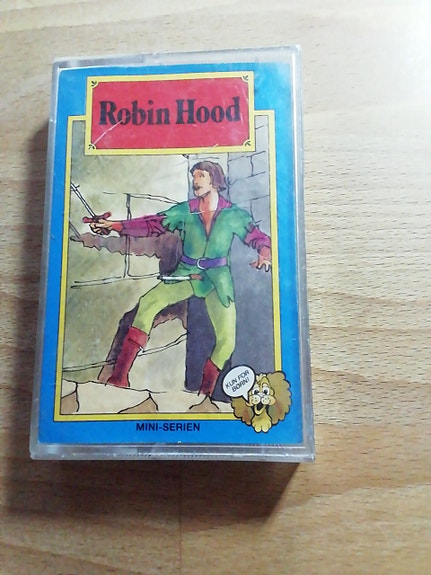 Robin Hood
KUN FOR
BØRN!
MINI-SERIEN